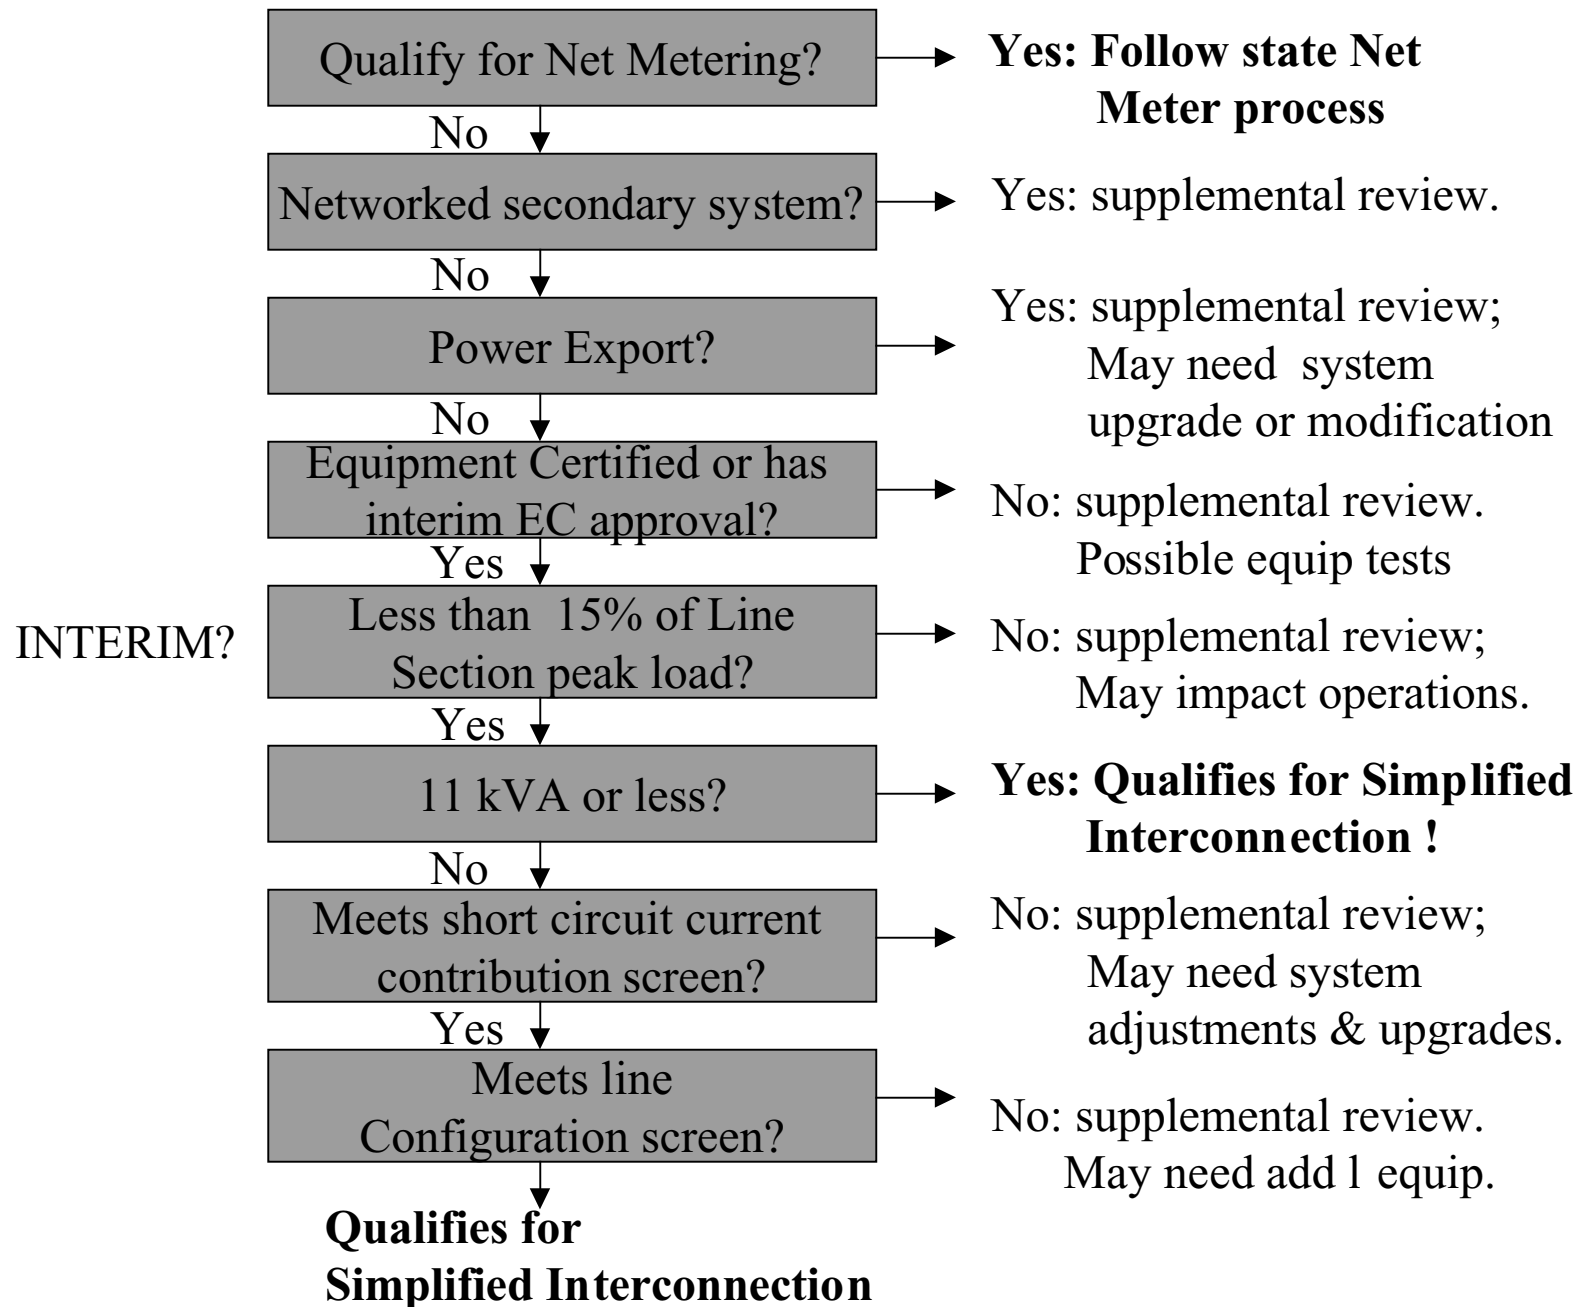 Qualify for Net Metering?
Yes: Follow state Net
Meter process
No
Networked secondary system?
Yes: supplemental review.
No
Power Export?
Yes: supplemental review;
May need system
upgrade or modification
No
Equipment Certified or has
interim EC approval?
No: supplemental review.
Possible equip tests
Yes
INTERIM?
Less than 15% of Line
Section peak load?
No: supplemental review;
May impact operations.
Yes
11 kVA or less?
Yes: Qualifies for Simplified
Interconnection !
No
Meets short circuit current
contribution screen?
No: supplemental review;
May need system
adjustments & upgrades.
Yes
Meets line
Configuration screen?
No: supplemental review.
May need add l equip.
Qualifies for
Simplified Interconnection